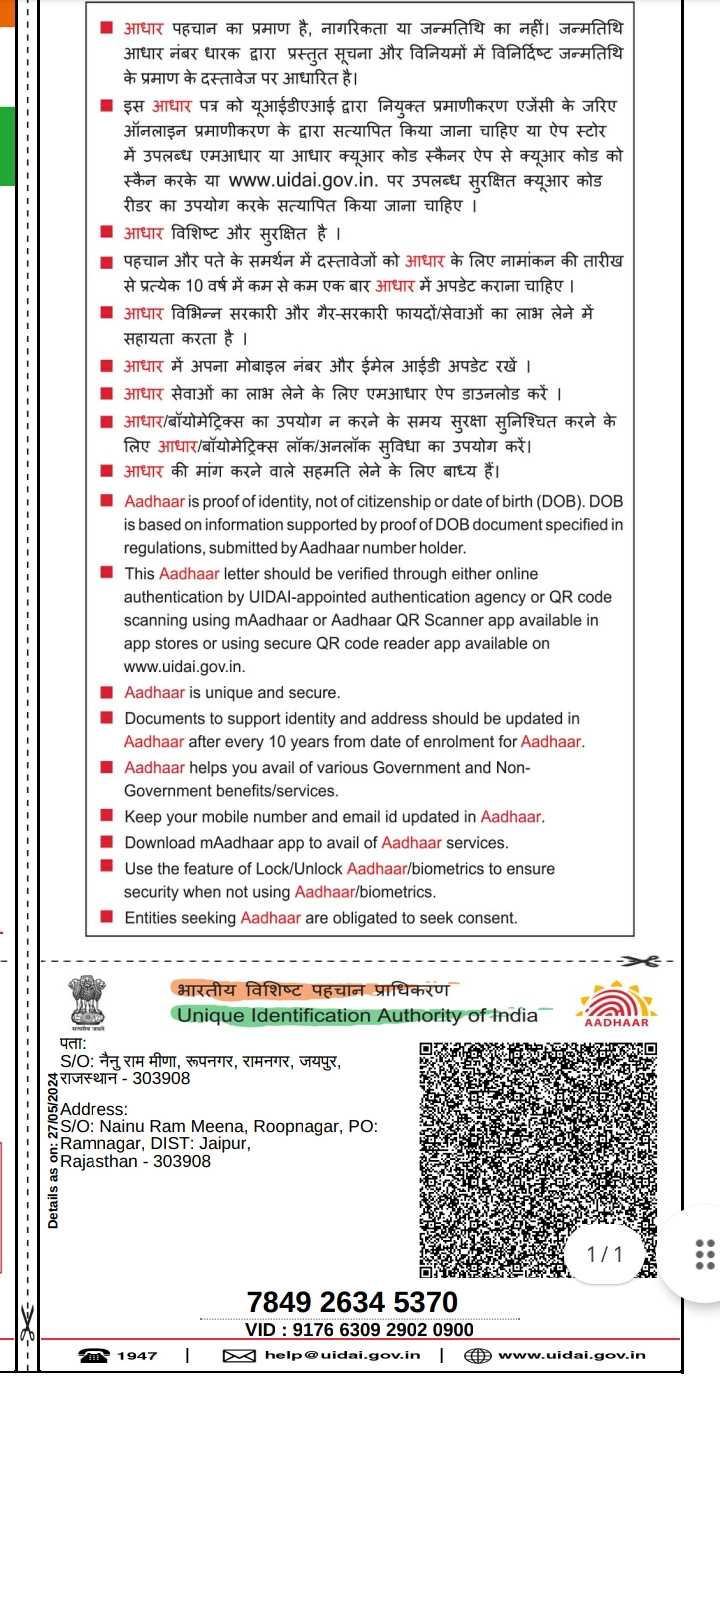 आधार पहचान का प्रमाण है, नागरिकता या जन्मतिथि का नहीं। जन्मतिथि
आधार नंबर धारक द्वारा प्रस्तुत सूचना और विनियमों में विनिर्दिष्ट जन्मतिथि
के प्रमाण के दस्तावेज पर आधारित है।
इस आधार पत्र को यूआईडीएआई द्वारा नियुक्त प्रमाणीकरण एजेंसी के जरिए
ऑनलाइन प्रमाणीकरण के द्वारा सत्यापित किया जाना चाहिए या ऐप स्टोर
में उपलब्ध एमआधार या आधार क्यूआर कोड स्कैनर ऐप से क्यूआर कोड को
स्कैन करके या www.uidai.gov.in. पर उपलब्ध सुरक्षित क्यूआर कोड
रीडर का उपयोग करके सत्यापित किया जाना चाहिए ।
आधार विशिष्ट और सुरक्षित है ।
पहचान और पते के समर्थन में दस्तावेजों को आधार के लिए नामांकन की तारीख
से प्रत्येक 10 वर्ष में कम से कम एक बार आधार में अपडेट कराना चाहिए ।
आधार विभिन्न सरकारी और गैर-सरकारी फायदों/सेवाओं का लाभ लेने में
सहायता करता है ।
आधार में अपना मोबाइल नंबर और ईमेल आईडी अपडेट रखें ।
आधार सेवाओं का लाभ लेने के लिए एमआधार ऐप डाउनलोड करें ।
आधार/बॉयोमेट्रिक्स का उपयोग न करने के समय सुरक्षा सुनिश्चित करने के
लिए आधार/बॉयोमेट्रिक्स लॉक/अनलॉक सुविधा का उपयोग करें।
आधार की मांग करने वाले सहमति लेने के लिए बाध्य हैं।
Aadhaar is proof of identity, not of citizenship or date of birth (DOB). DOB
is based on information supported by proof of DOB document specified in
regulations, submitted by Aadhaar number holder.
This Aadhaar letter should be verified through either online
authentication by UIDAI-appointed authentication agency or QR code
scanning using mAadhaar or Aadhaar QR Scanner app available in
app stores or using secure QR code reader app available on
www.uidai.gov.in.
Aadhaar is unique and secure.
Documents to support identity and address should be updated in
Aadhaar after every 10 years from date of enrolment for Aadhaar.
Aadhaar helps you avail of various Government and Non-
Government benefits/services.
Keep your mobile number and email id updated in Aadhaar.
Download mAadhaar app to avail of Aadhaar services.
Use the feature of Lock/Unlock Aadhaar/biometrics to ensure
security when not using Aadhaar/biometrics.
Entities seeking Aadhaar are obligated to seek consent.
भारतीय विशिष्ट पहचान प्राधिकरण
Unique Identification Authority of India
सत्यमेव जयते
AADHAAR
पता:
S/O: नैनु राम मीणा, रूपनगर, रामनगर, जयपुर,
राजस्थान - 303908
Address:
S/O: Nainu Ram Meena, Roopnagar, PO:
Ramnagar, DIST: Jaipur,
Rajasthan - 303908
Details as on: 27/05/2024
1/1
7849 2634 5370
VID : 9176 6309 2902 0900
1947 | help@uidai.gov.in | www.uidai.gov.in